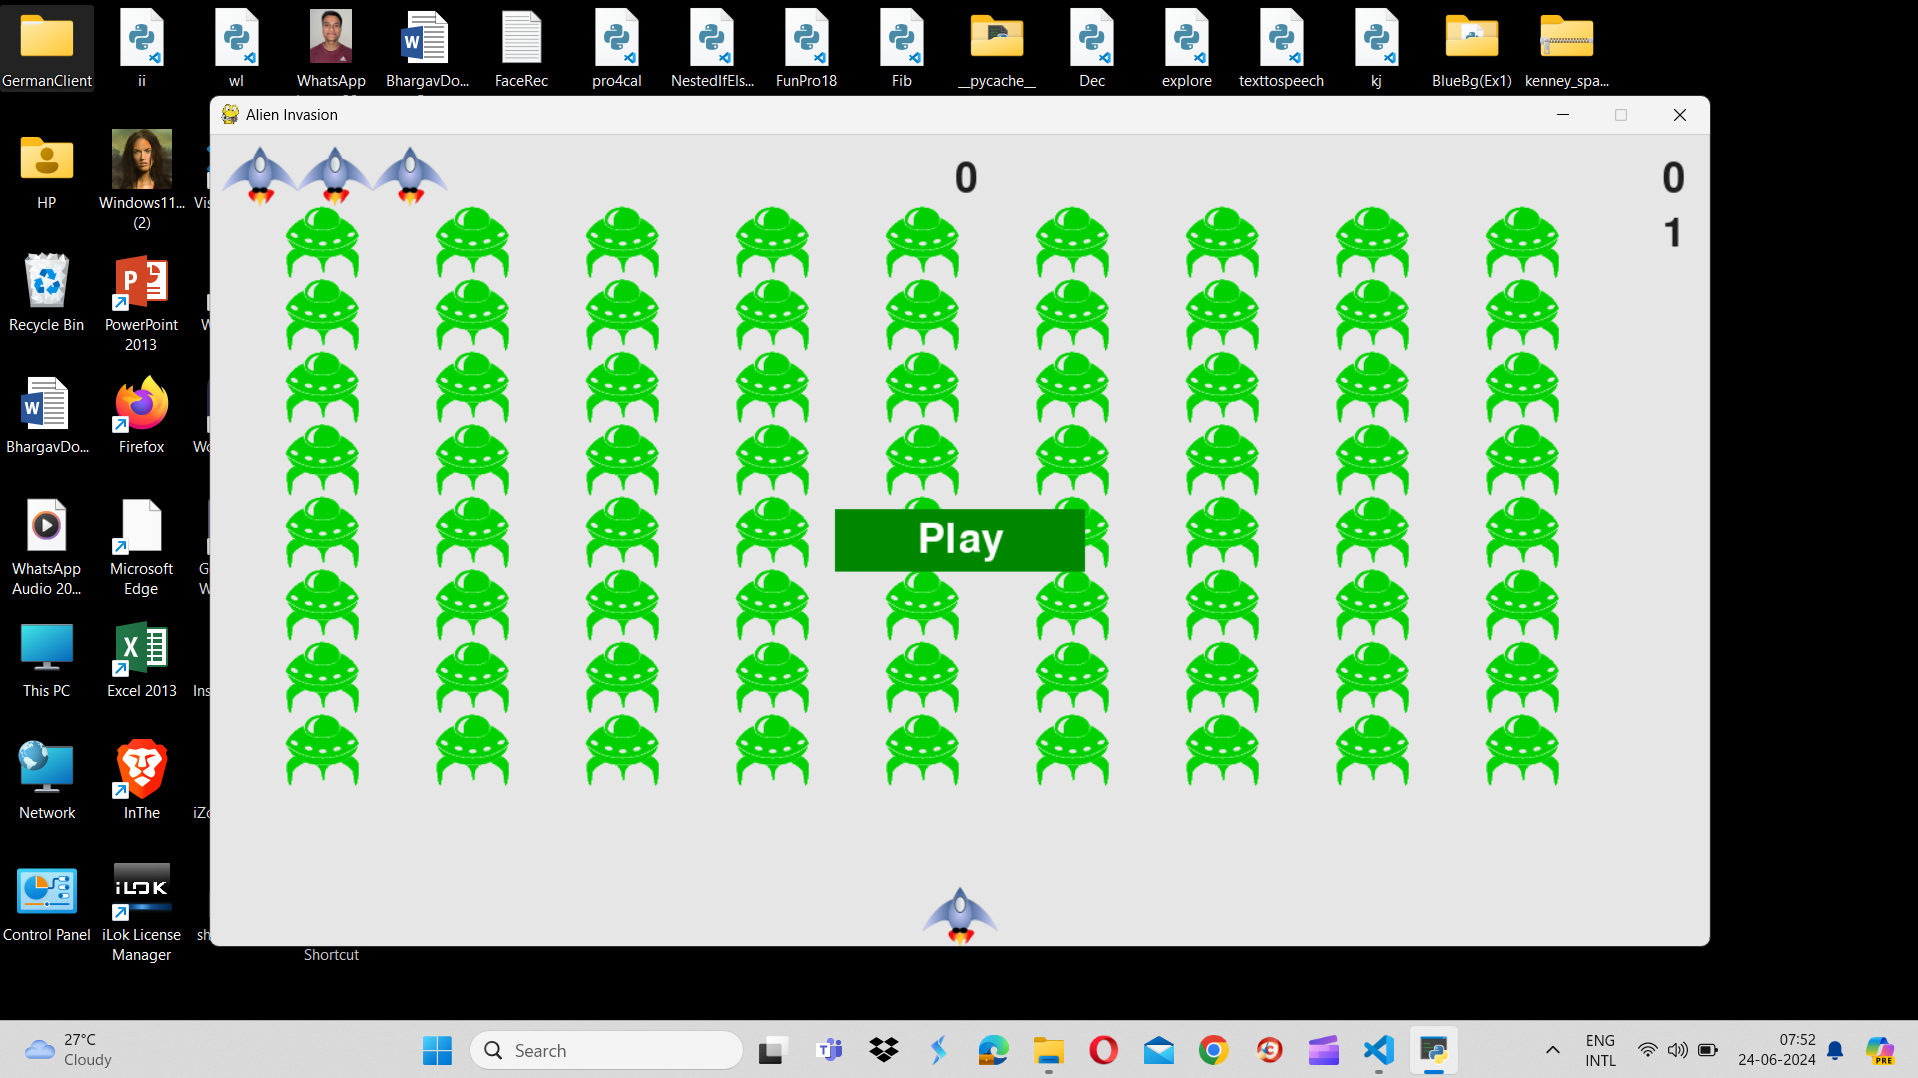 GermanClient
ii
wl
WhatsApp
BhargavDo...
FaceRec
pro4cal
NestedIfEls...
FunPro18
Fib
__pycache__
Dec
explore
texttospeech
kj
BlueBg(Ex1)
kenney_spa...
Alien Invasion
0
0
1
Play
HP
Windows11...
(2)
Recycle Bin
PowerPoint
2013
BhargavDo...
Firefox
WhatsApp
Audio 20...
Microsoft
Edge
This PC
Excel 2013
Network
InThe
Control Panel
iLOK
iLok License
Manager
Shortcut
27°C
Cloudy
Search
ENG
INTL
07:52
24-06-2024
PRE